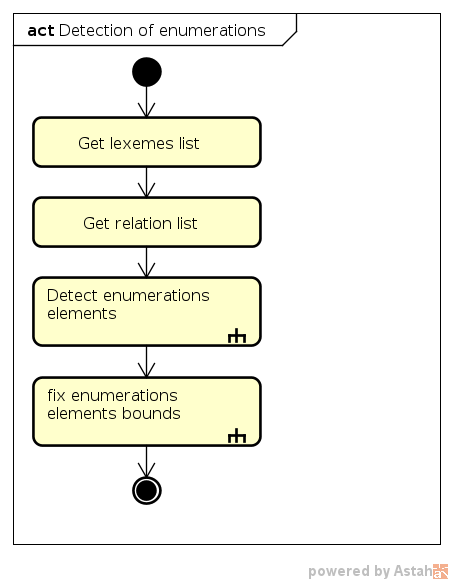 act Detection of enumerations
Get lexemes list
Get relation list
Detect enumerations
elements
fix enumerations
elements bounds
powered by Astah